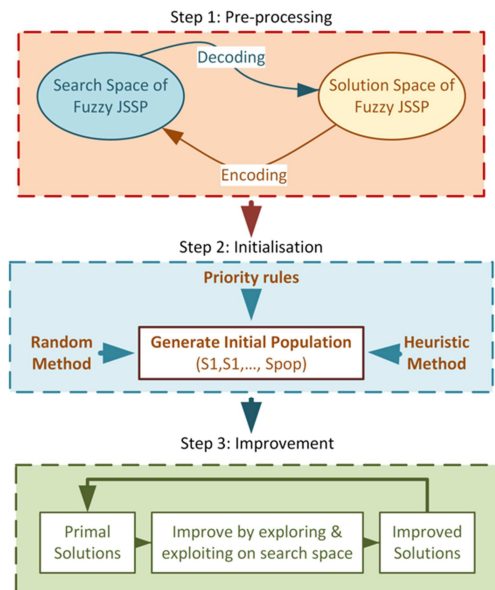 Step 1: Pre-processing
Decoding
Search Space of
Fuzzy JSSP
Solution Space of
Fuzzy JSSP
Encoding
Step 2: Initialisation
Priority rules
Random
Method
Generate Initial Population
(S1,S1,..., Spop)
Heuristic
Method
Step 3: Improvement
Primal
Solutions
Improve by exploring &
exploiting on search space
Improved
Solutions